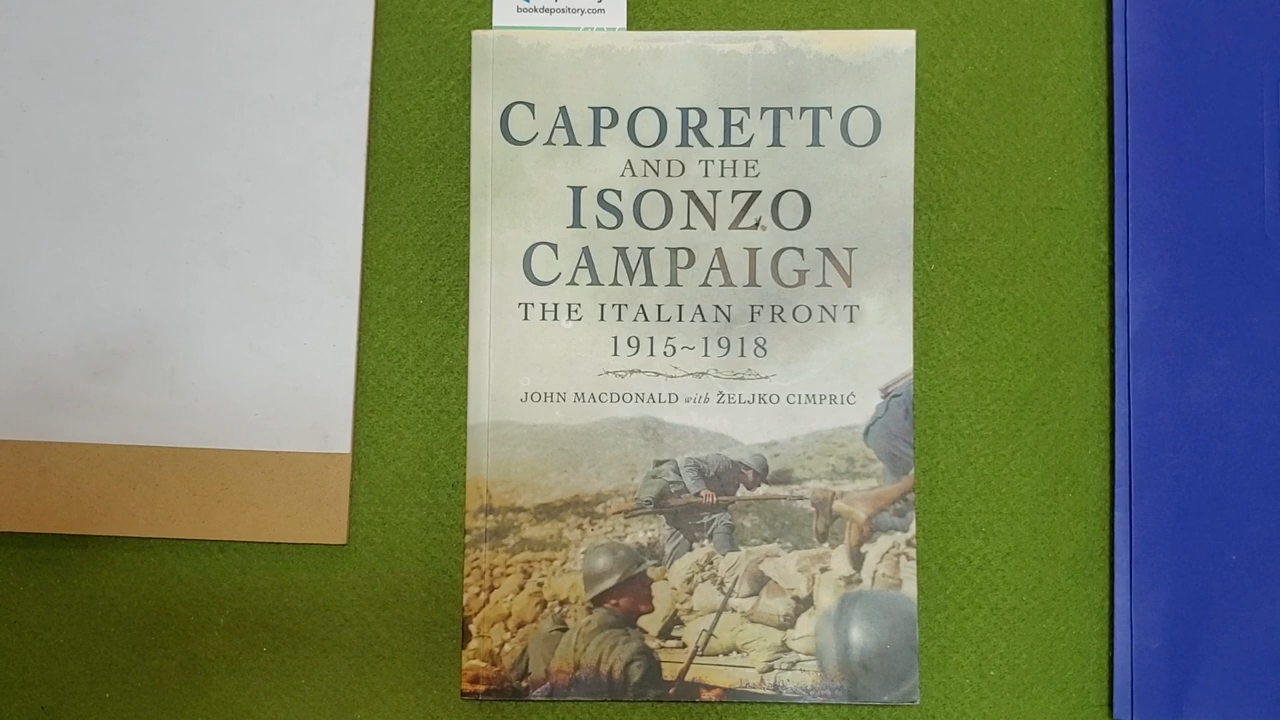 bookdepository.com
CAPORETTO
AND THE
ISONZO
CAMPAIGN
THE ITALIAN FRONT
1915~1918
JOHN MACDONALD with ŽELJKO CIMPRIĆ